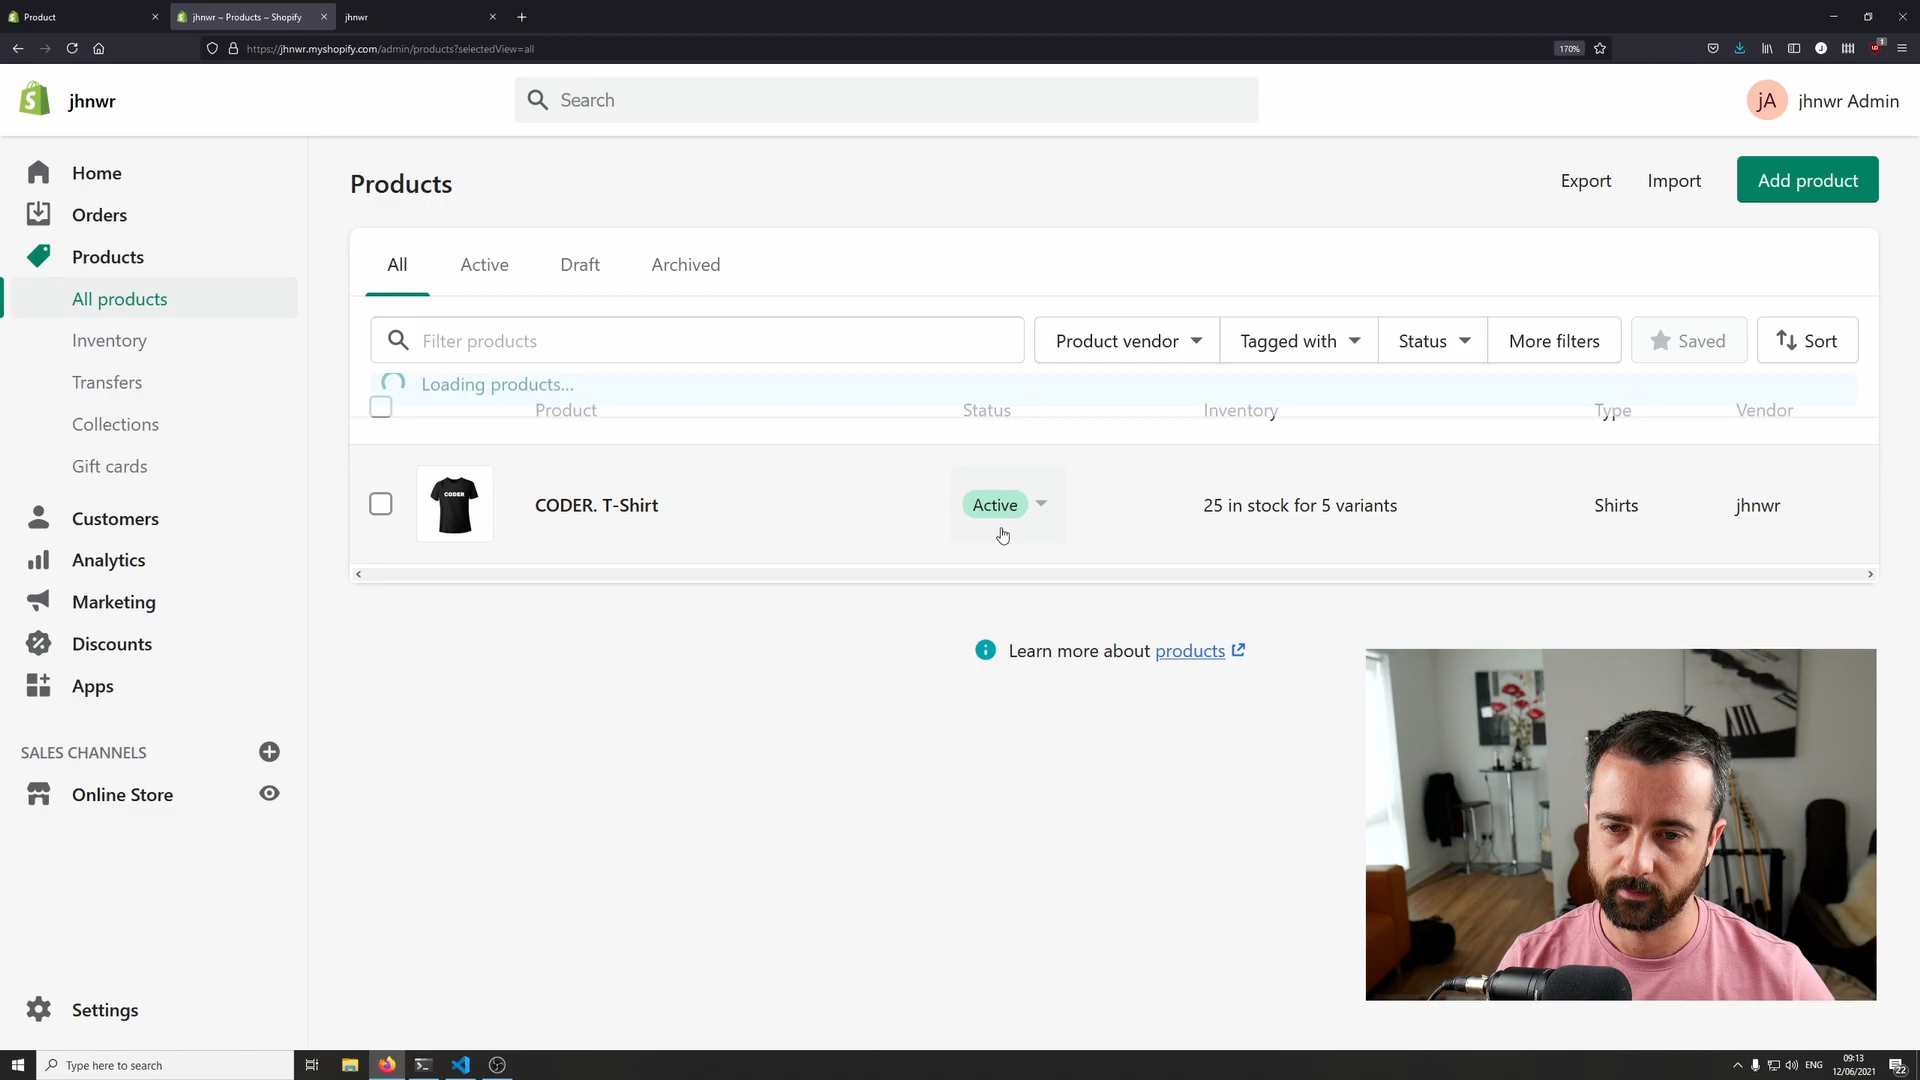 Product
jhnwr ~ Products ~ Shopify
jhnwr
https://jhnwr.myshopify.com/admin/products?selectedView=all
170%
1
jhnwr
Search
jA
jhnwr Admin
Home
Orders
Products
All products
Inventory
Transfers
Collections
Gift cards
Customers
Analytics
Marketing
Discounts
Apps
SALES CHANNELS
Online Store
Settings
Products
Export
Import
Add product
All
Active
Draft
Archived
Filter products
Product vendor
Tagged with
Status
More filters
Saved
Sort
Loading products...
Product
Status
Inventory
Type
Vendor
CODER
CODER. T-Shirt
Active
25 in stock for 5 variants
Shirts
jhnwr
Learn more about products
Type here to search
ENG
09:13
12/06/2021
22